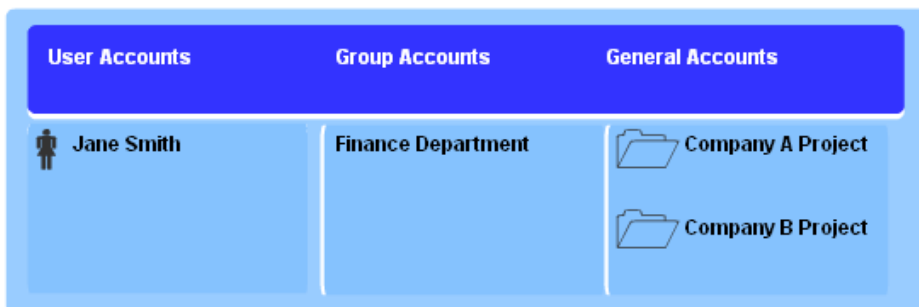 User Accounts Group Accounts General Accounts
Jane Smith Finance Department Company A Project
Company B Project